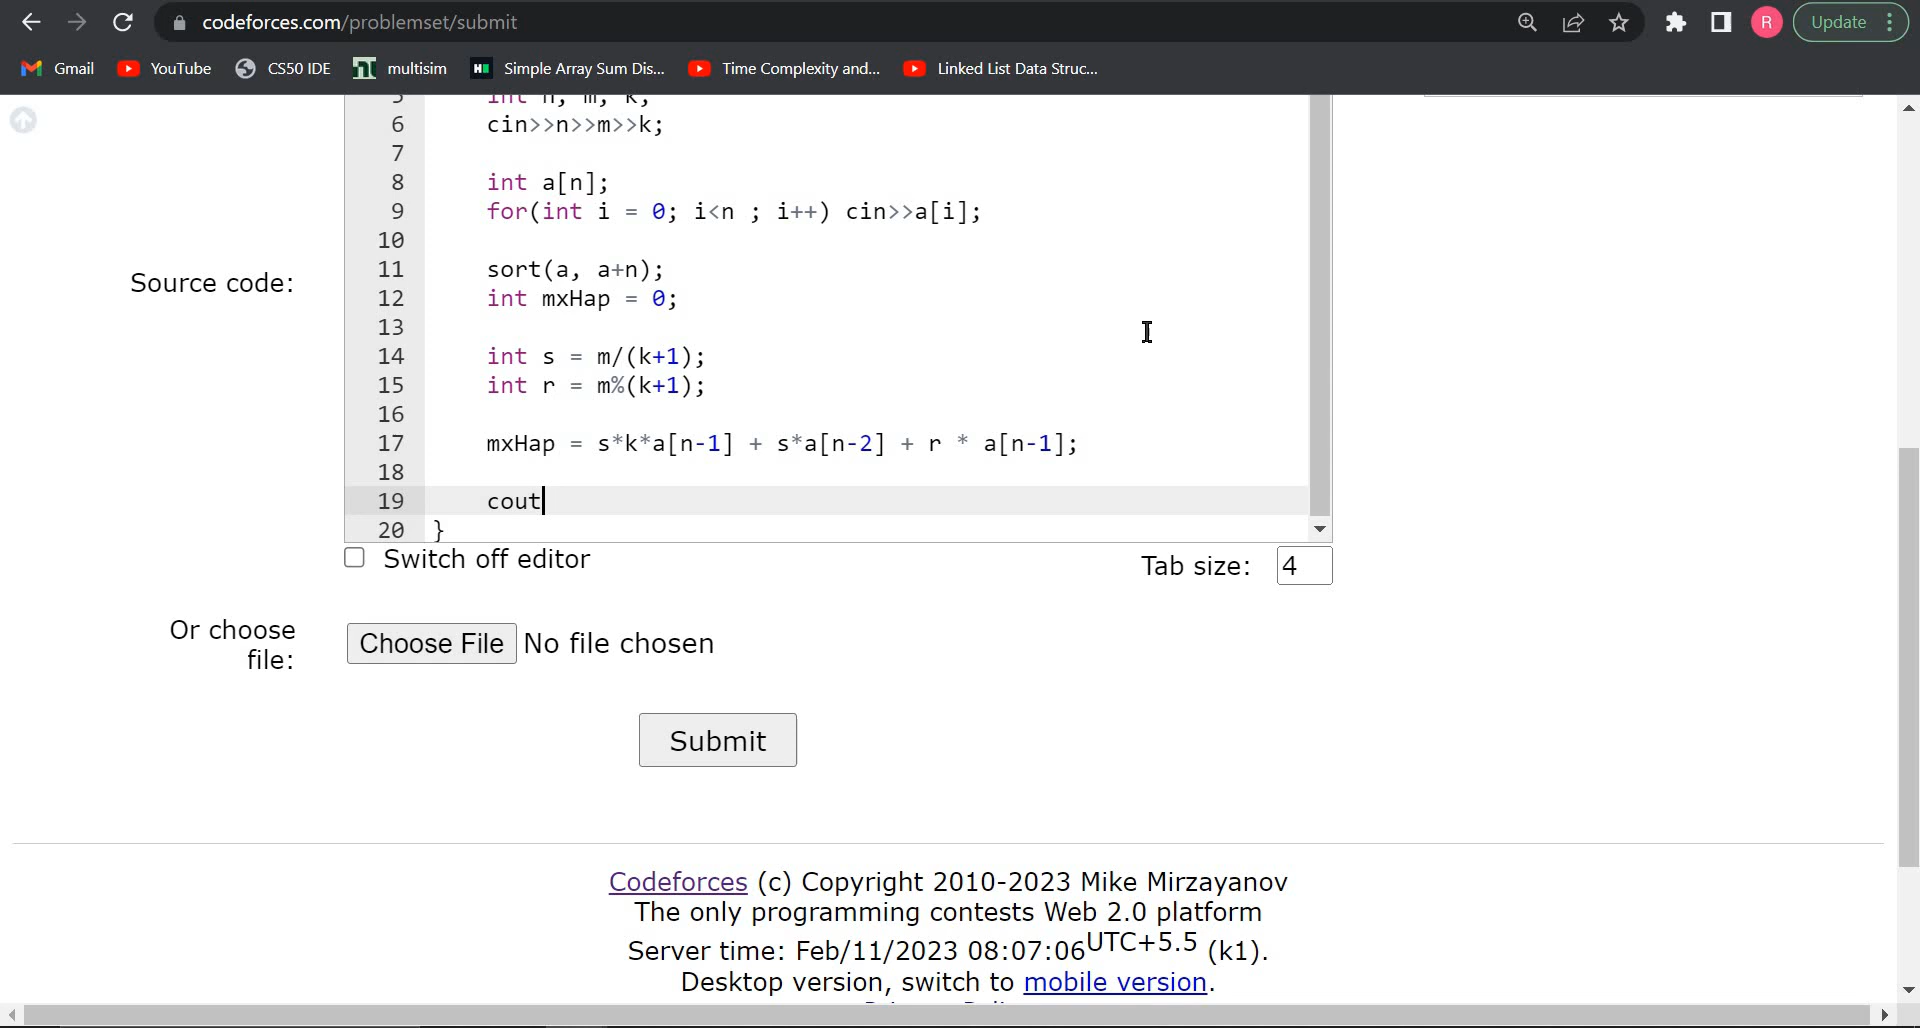 codeforces.com/problemset/submit
R
Update
Gmail
YouTube
CS50 IDE
multisim
Simple Array Sum Dis...
Time Complexity and...
Linked List Data Struc...
5 int n, m, k;
6 cin>>n>>m>>k;
7
8 int a[n];
9 for(int i = 0; i<n ; i++) cin>>a[i];
10
11 sort(a, a+n);
12 int mxHap = 0;
13
14 int s = m/(k+1);
15 int r = m%(k+1);
16
17 mxHap = s*k*a[n-1] + s*a[n-2] + r * a[n-1];
18
19 cout
20 }
Source code:
Switch off editor
Tab size: 4
Or choose
file:
Choose File No file chosen
Submit
Codeforces (c) Copyright 2010-2023 Mike Mirzayanov
The only programming contests Web 2.0 platform
Server time: Feb/11/2023 08:07:06UTC+5.5 (k1).
Desktop version, switch to mobile version.